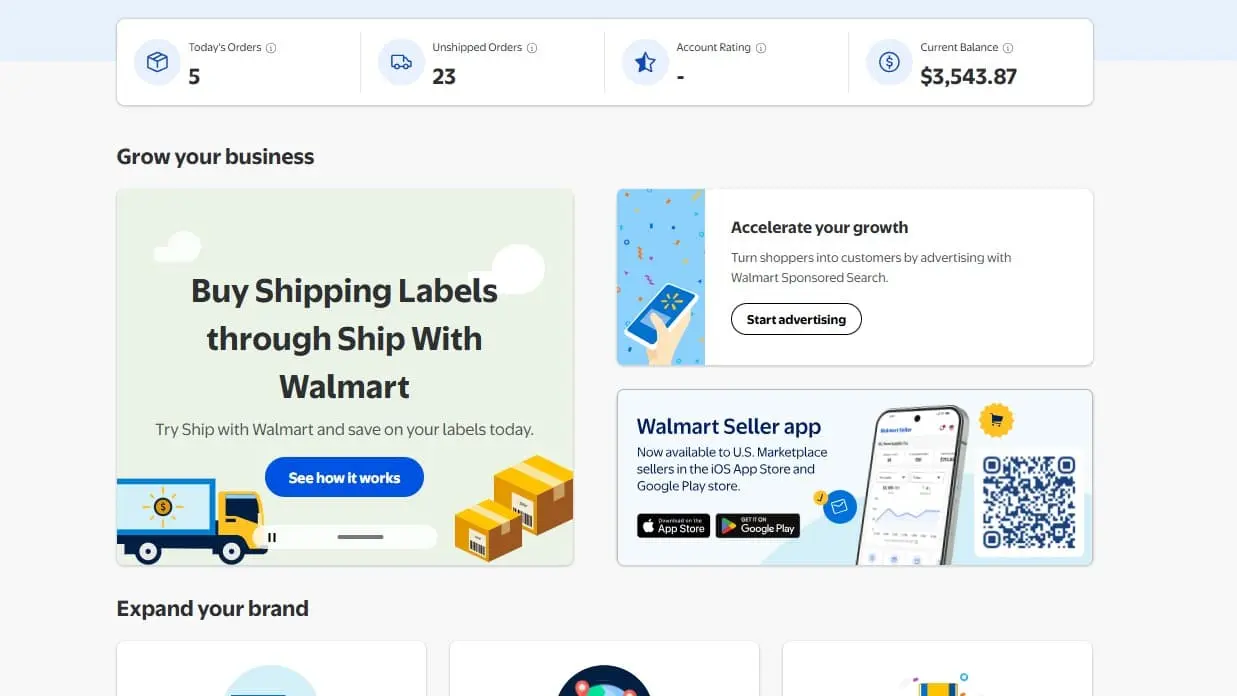 Today's Orders
5
Unshipped Orders
23
Account Rating
-
Current Balance
$3,543.87
Grow your business
Buy Shipping Labels
through Ship With
Walmart
Try Ship with Walmart and save on your labels today.
See how it works
Accelerate your growth
Turn shoppers into customers by advertising with
Walmart Sponsored Search.
Start advertising
Walmart Seller app
Now available to U.S. Marketplace
sellers in the iOS App Store and
Google Play store.
Download on the
App Store
GET IT ON
Google Play
Walmart Seller
Expand your brand